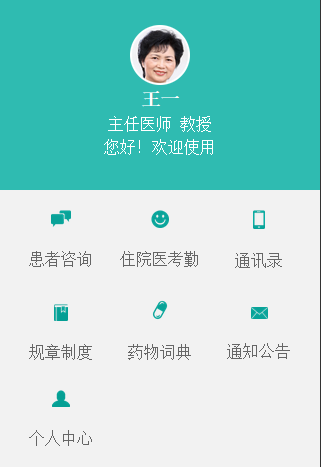 王一
主任医师 教授
您好！欢迎使用
患者咨询 住院医考勤 通讯录
规章制度 药物词典 通知公告
个人中心